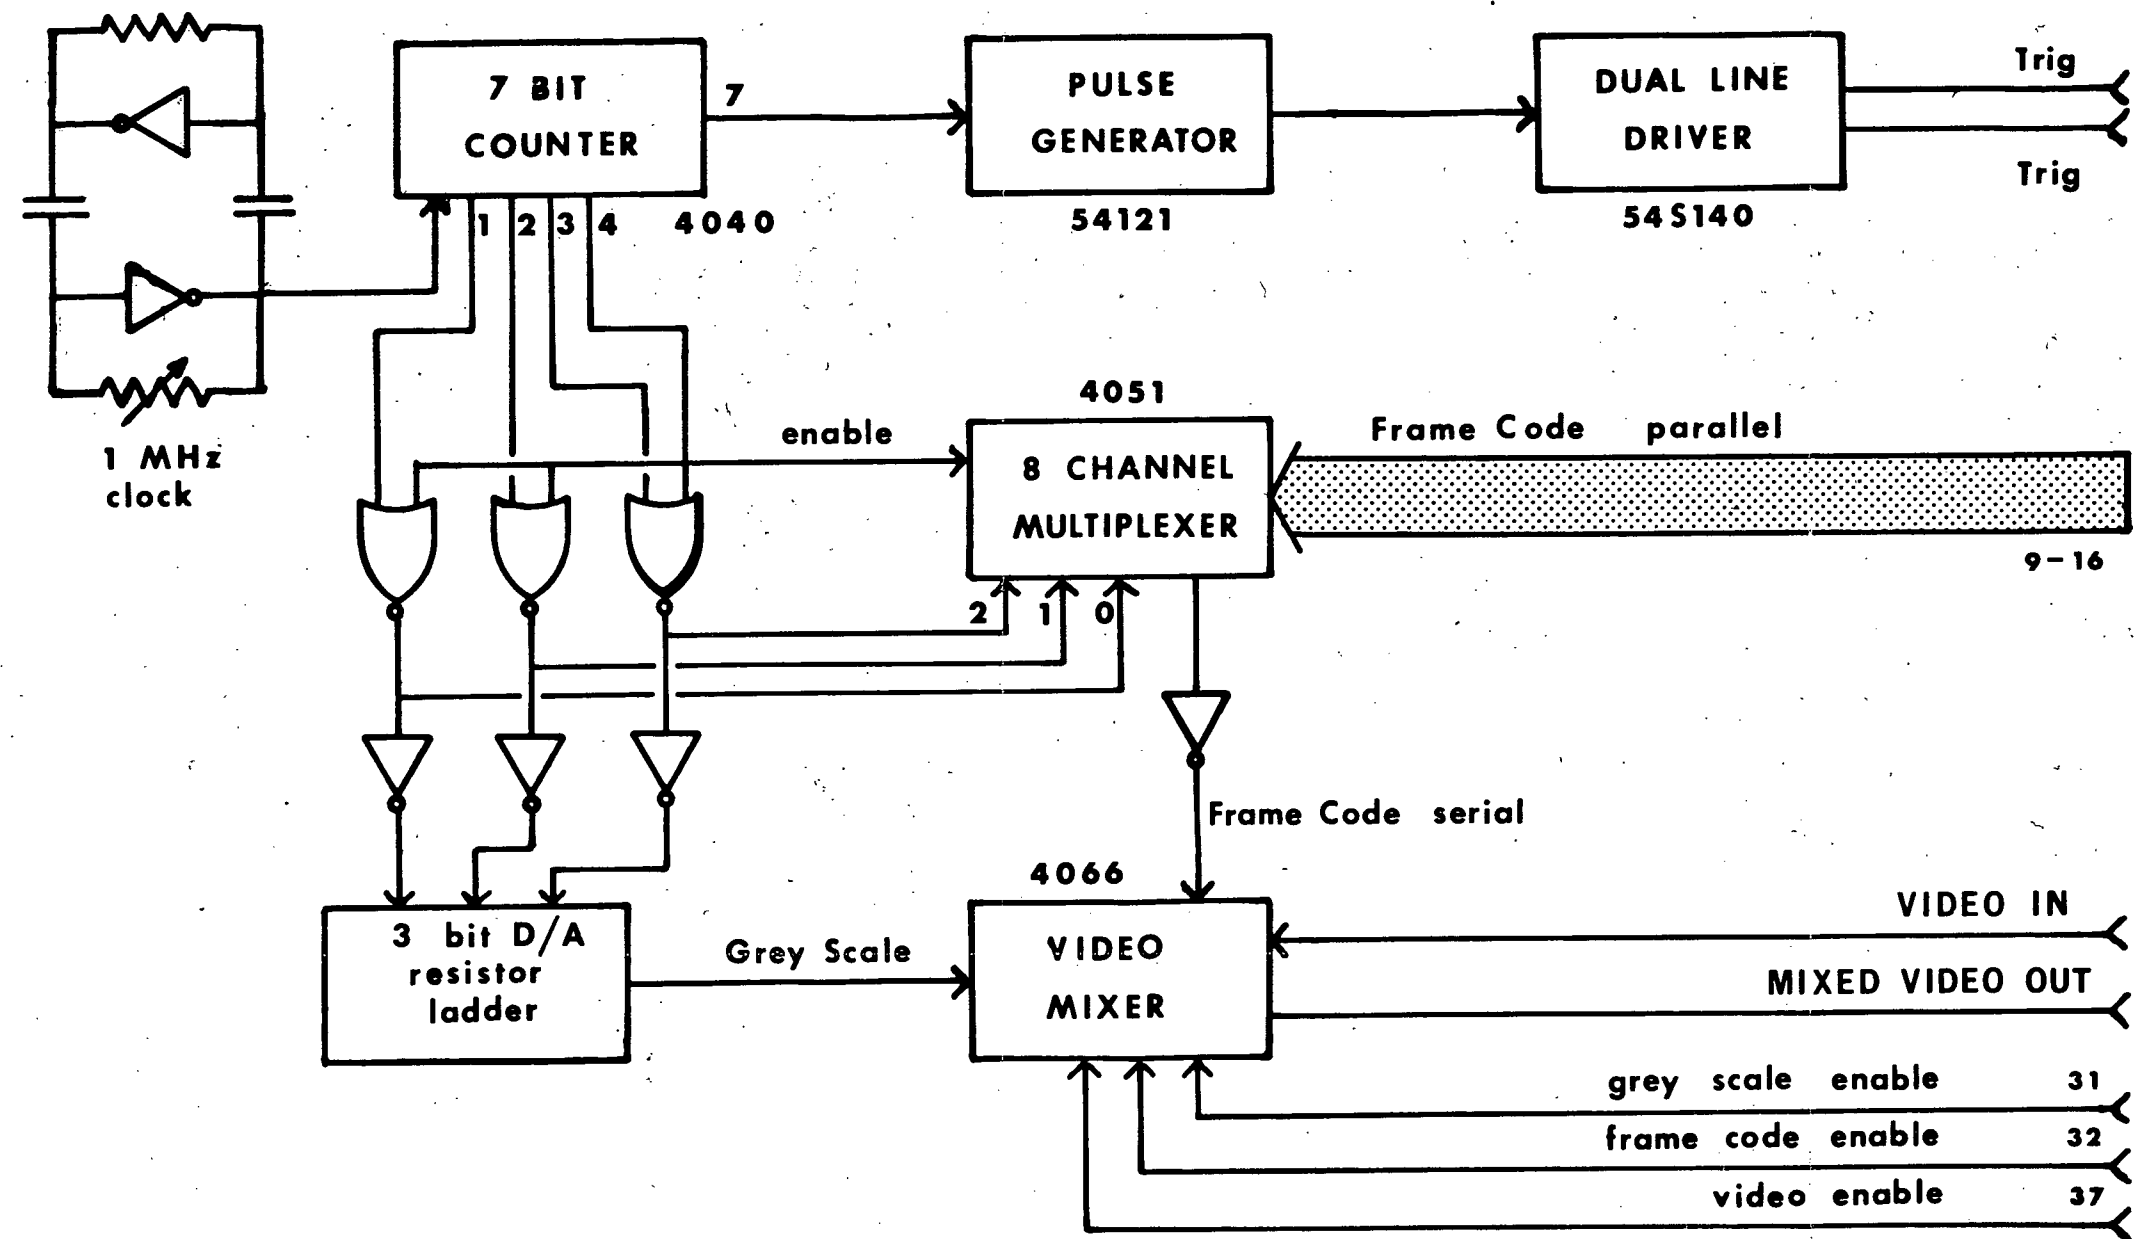 7 BIT
COUNTER
7
PULSE
GENERATOR
DUAL LINE
DRIVER
Trig
Trig
1
2
3
4
4040
54121
54S140
1 MHz
clock
enable
4051
8 CHANNEL
MULTIPLEXER
Frame Code parallel
9-16
2
1
0
Frame Code serial
4066
3 bit D/A
resistor
ladder
Grey Scale
VIDEO
MIXER
VIDEO IN
MIXED VIDEO OUT
grey scale enable 31
frame code enable 32
video enable 37